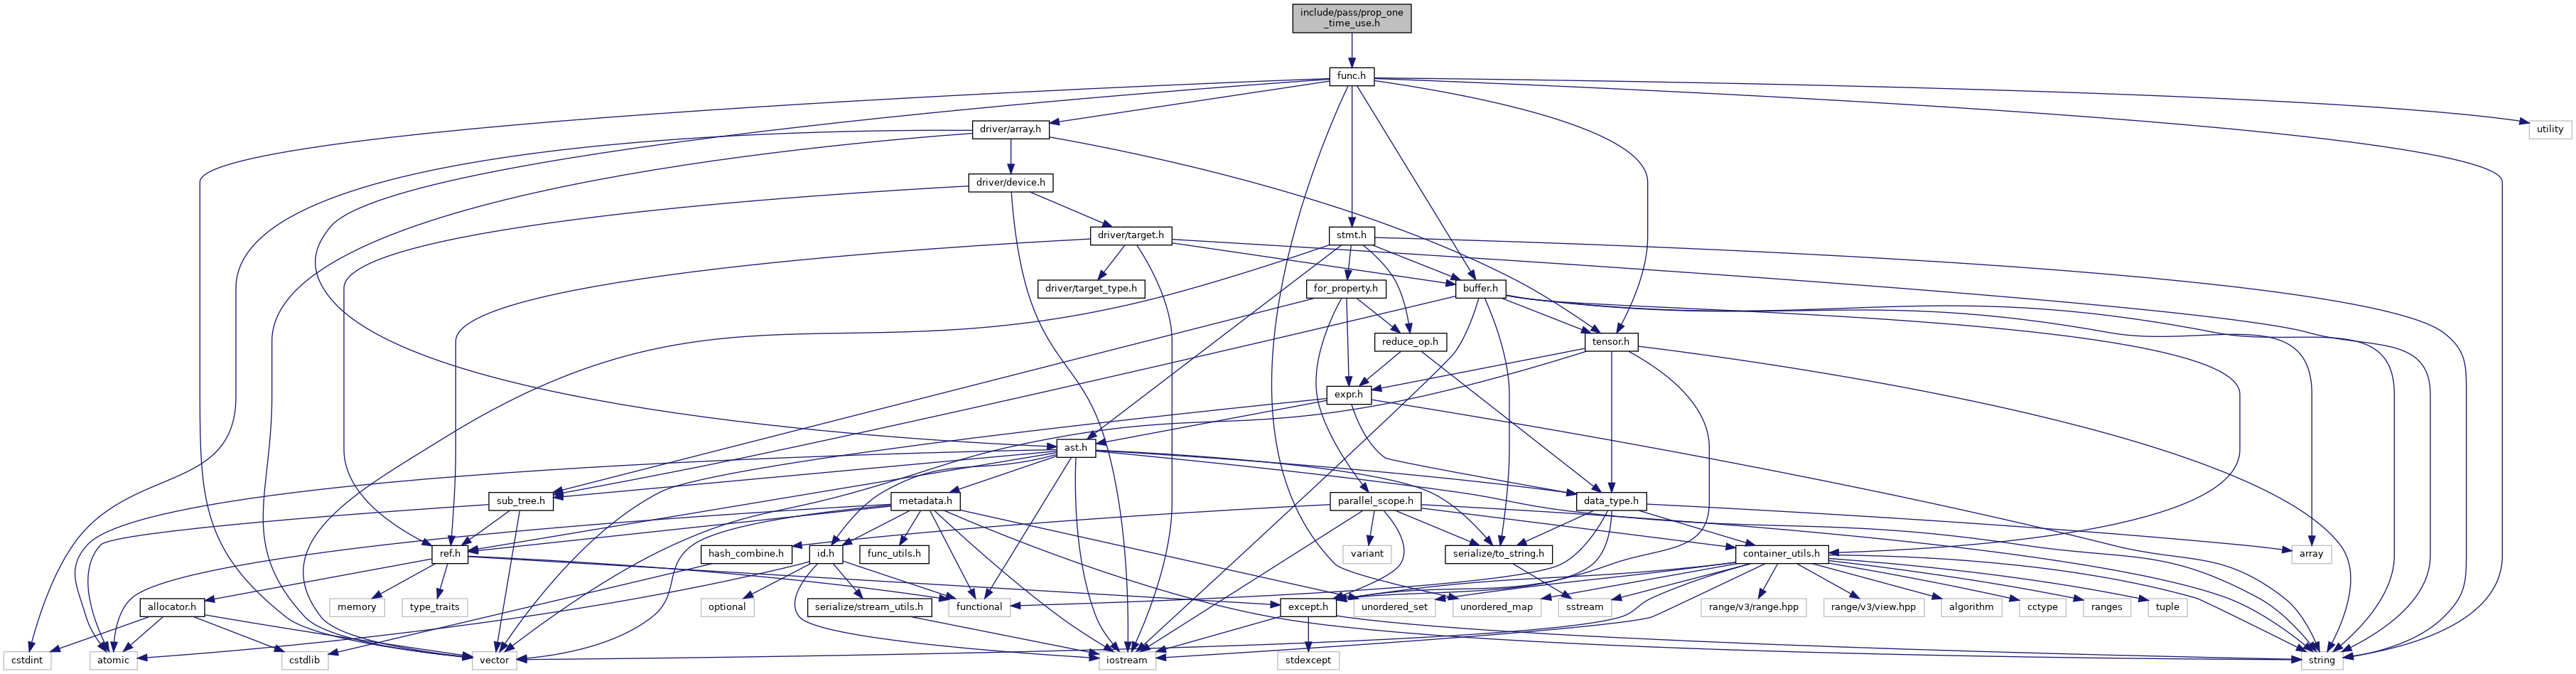 include/pass/prop_one
_time_use.h
func.h
driver/array.h
utility
driver/device.h
driver/target.h
stmt.h
driver/target_type.h
for_property.h
buffer.h
reduce_op.h
tensor.h
expr.h
ast.h
sub_tree.h
metadata.h
parallel_scope.h
data_type.h
ref.h
hash_combine.h
id.h
func_utils.h
variant
serialize/to_string.h
container_utils.h
array
allocator.h
memory
type_traits
optional
serialize/stream_utils.h
functional
except.h
unordered_set
unordered_map
sstream
range/v3/range.hpp
range/v3/view.hpp
algorithm
cctype
ranges
tuple
cstdint
atomic
cstdlib
vector
iostream
stdexcept
string